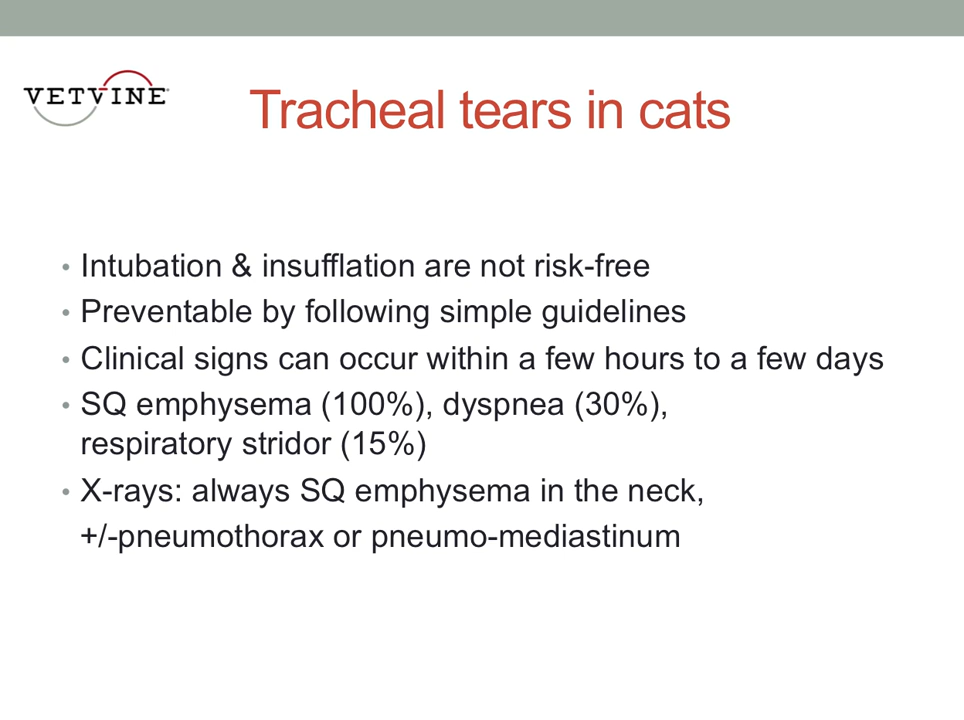 VETVINE
Tracheal tears in cats
• Intubation & insufflation are not risk-free
• Preventable by following simple guidelines
• Clinical signs can occur within a few hours to a few days
• SQ emphysema (100%), dyspnea (30%),
respiratory stridor (15%)
• X-rays: always SQ emphysema in the neck,
+/-pneumothorax or pneumo-mediastinum